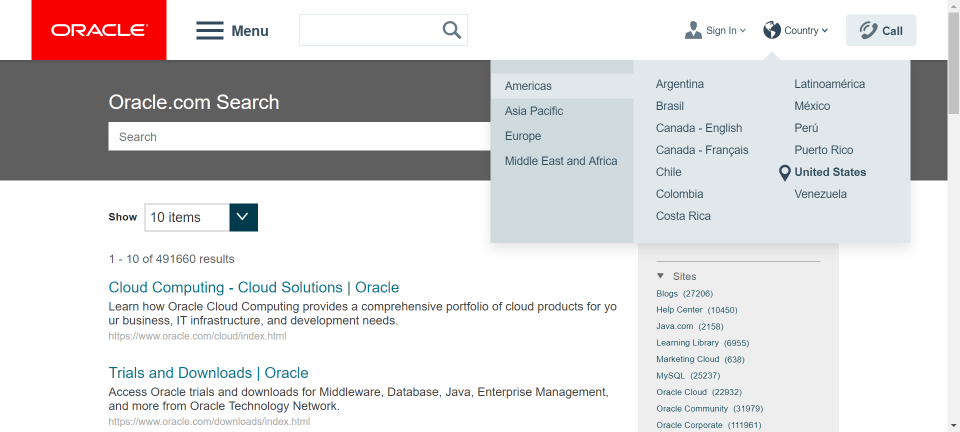 ORACLE
Menu
Sign In
Country
Call
Oracle.com Search
Search
Americas
Asia Pacific
Europe
Middle East and Africa
Argentina
Brasil
Canada - English
Canada - Français
Chile
Colombia
Costa Rica
Latinoamérica
México
Perú
Puerto Rico
United States
Venezuela
Show
10 items
1 - 10 of 491660 results
Cloud Computing - Cloud Solutions | Oracle
Learn how Oracle Cloud Computing provides a comprehensive portfolio of cloud products for yo
ur business, IT infrastructure, and development needs.
https://www.oracle.com/cloud/index.html
Trials and Downloads | Oracle
Access Oracle trials and downloads for Middleware, Database, Java, Enterprise Management,
and more from Oracle Technology Network.
https://www.oracle.com/downloads/index.html
Sites
Blogs (27206)
Help Center (10450)
Java.com (2158)
Learning Library (6955)
Marketing Cloud (638)
MySQL (25237)
Oracle Cloud (22932)
Oracle Community (31979)
Oracle Corporate (111961)